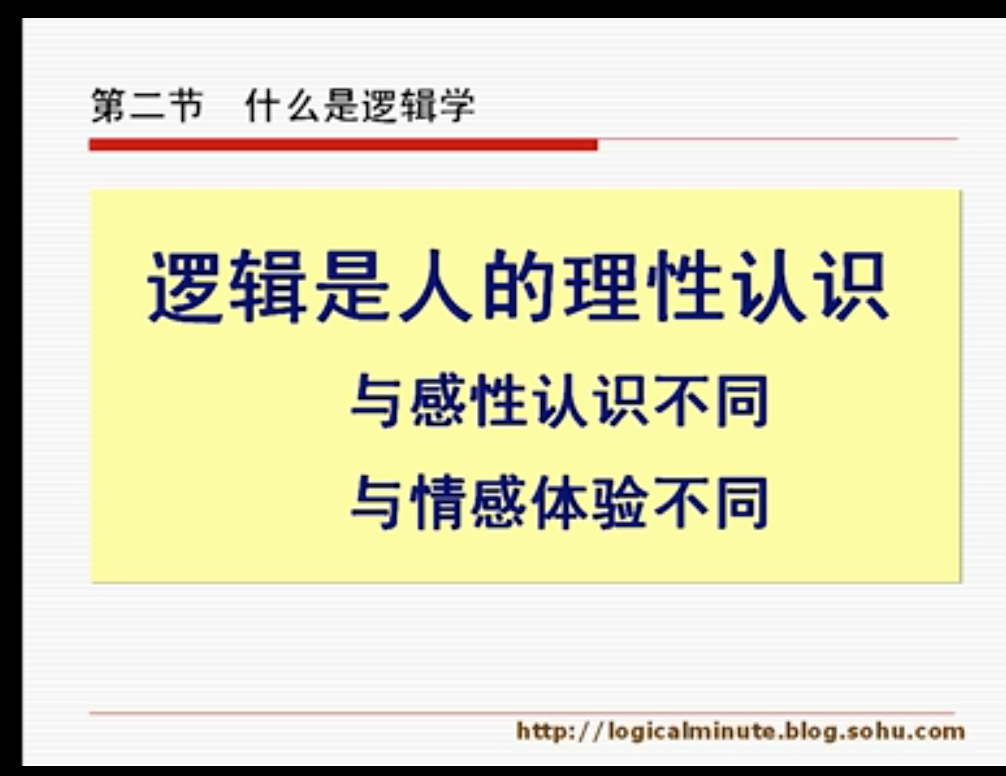 第二节　什么是逻辑学
逻辑是人的理性认识
与感性认识不同
与情感体验不同
http://logicalminute.blog.sohu.com